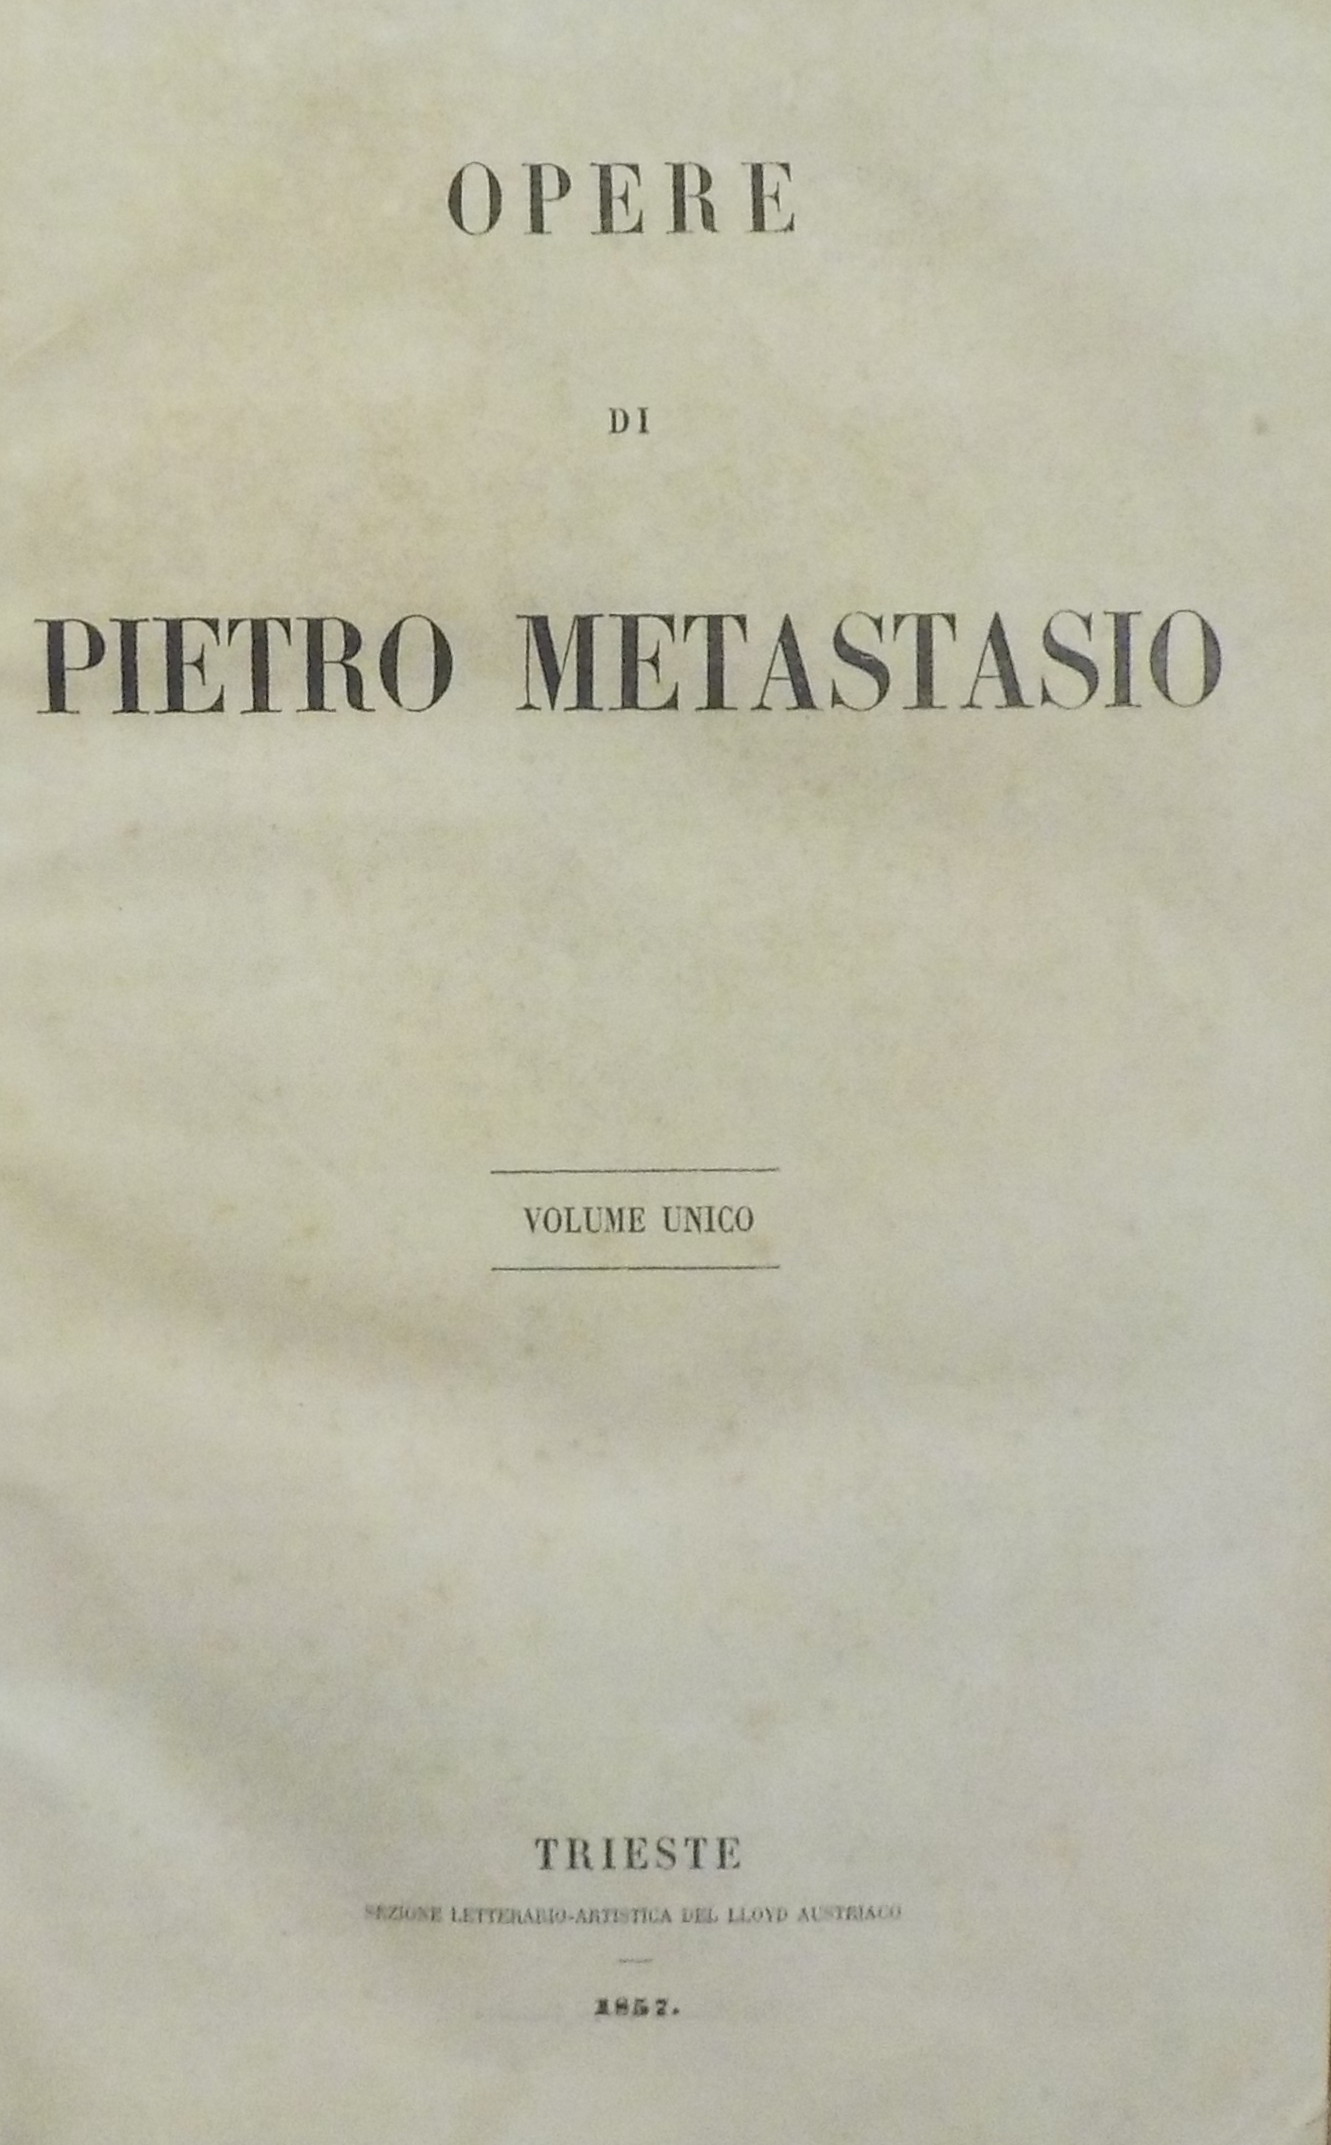 OPERE
DI
PIETRO METASTASIO
VOLUME UNICO
TRIESTE
SEZIONE LETTERARIO-ARTISTICA DEL LLOYD AUSTRIACO
1857.